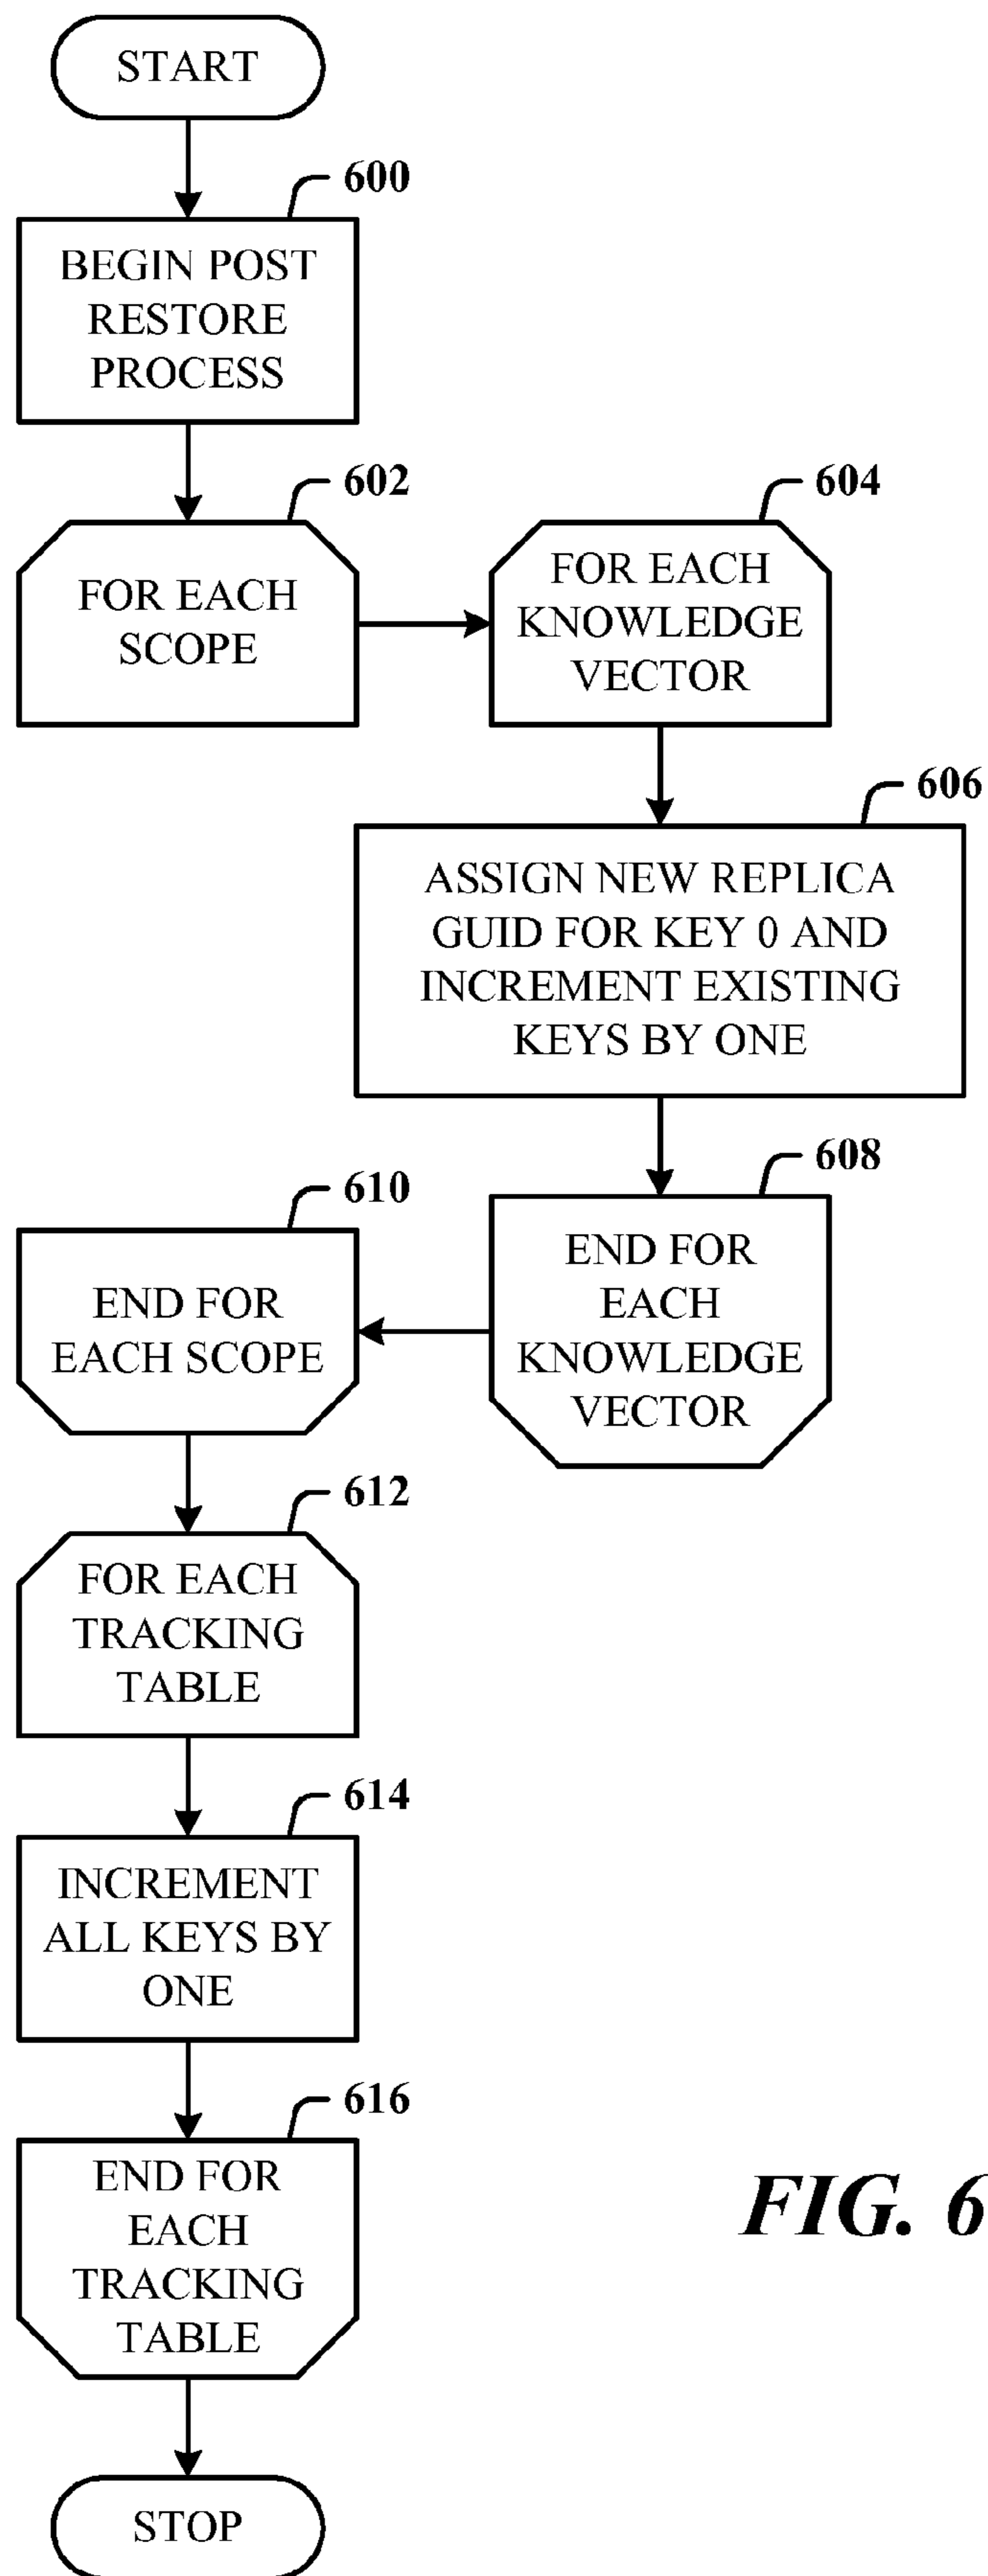 START
600
BEGIN POST
RESTORE
PROCESS
602
FOR EACH
SCOPE
604
FOR EACH
KNOWLEDGE
VECTOR
606
ASSIGN NEW REPLICA
GUID FOR KEY 0 AND
INCREMENT EXISTING
KEYS BY ONE
608
END FOR
EACH
KNOWLEDGE
VECTOR
610
END FOR
EACH SCOPE
612
FOR EACH
TRACKING
TABLE
614
INCREMENT
ALL KEYS BY
ONE
616
END FOR
EACH
TRACKING
TABLE
STOP
FIG. 6